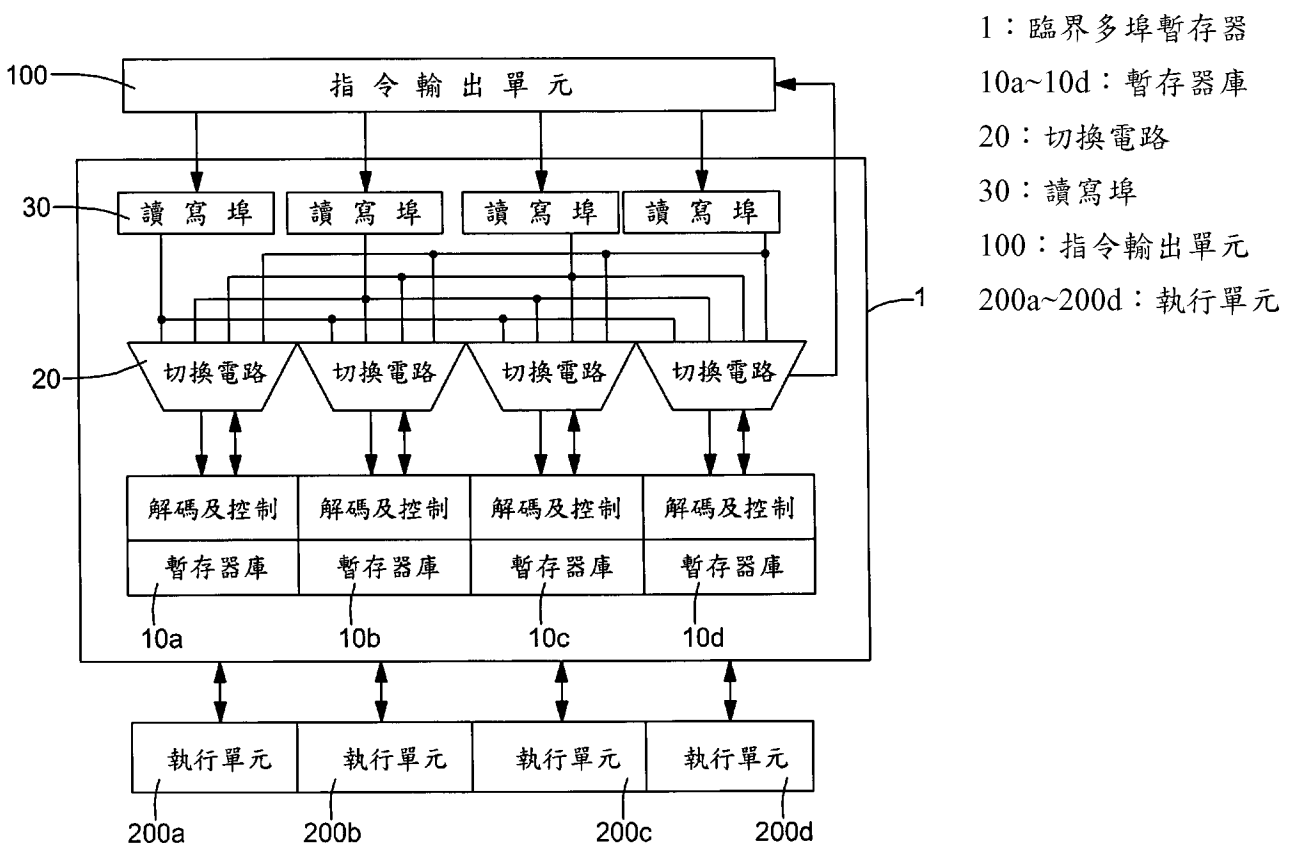 1：臨界多埠暫存器
10a~10d：暫存器庫
20：切換電路
30：讀寫埠
100：指令輸出單元
200a~200d：執行單元
100
指令輸出單元
30
讀寫埠 讀寫埠 讀寫埠 讀寫埠
1
20
切換電路 切換電路 切換電路 切換電路
解碼及控制 解碼及控制 解碼及控制 解碼及控制
暫存器庫 暫存器庫 暫存器庫 暫存器庫
10a 10b 10c 10d
執行單元 執行單元 執行單元 執行單元
200a 200b 200c 200d